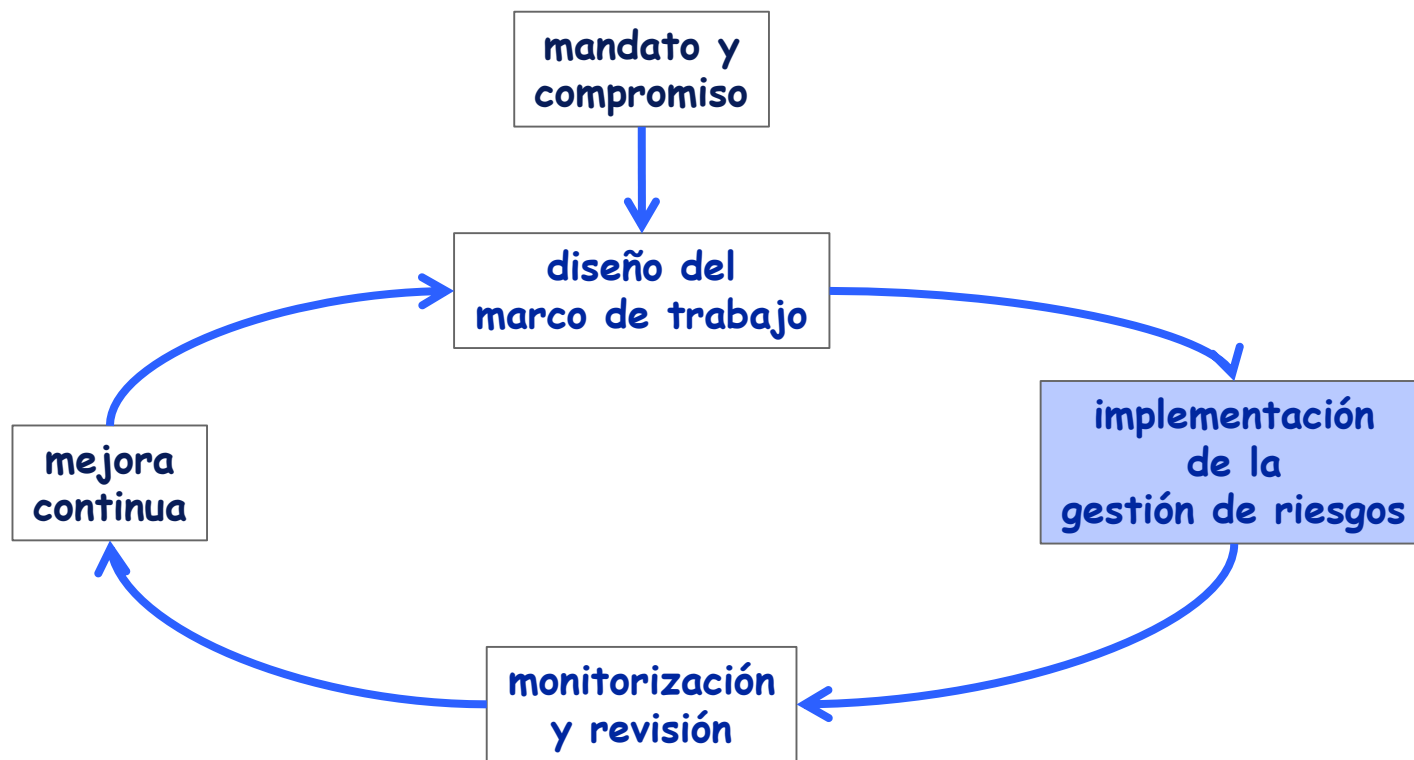 mandato y
compromiso
diseño del
marco de trabajo
implementación
de la
gestión de riesgos
mejora
continua
monitorización
y revisión